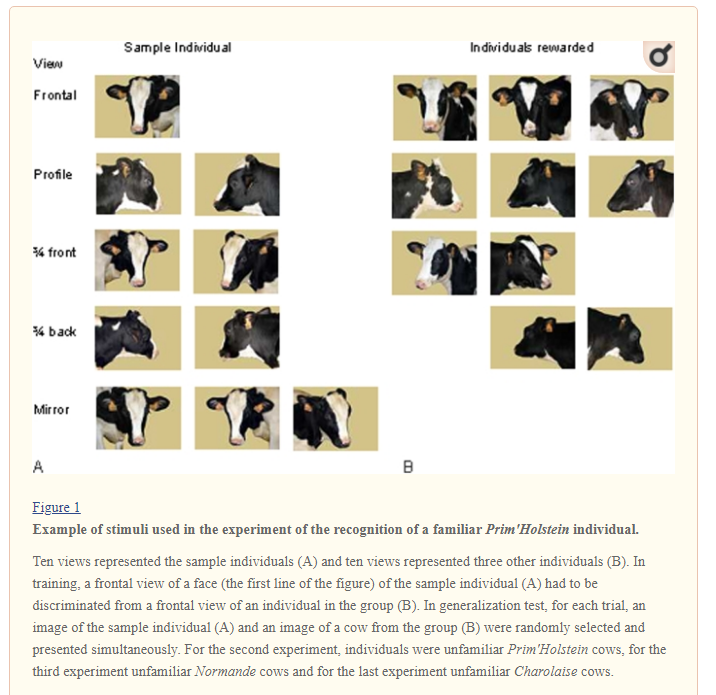 Sample Individual Individuals rewarded
View
Frontal
Profile
¾ front
¾ back
Mirror
A B
Figure 1
Example of stimuli used in the experiment of the recognition of a familiar Prim'Holstein individual.
Ten views represented the sample individuals (A) and ten views represented three other individuals (B). In
training, a frontal view of a face (the first line of the figure) of the sample individual (A) had to be
discriminated from a frontal view of an individual in the group (B). In generalization test, for each trial, an
image of the sample individual (A) and an image of a cow from the group (B) were randomly selected and
presented simultaneously. For the second experiment, individuals were unfamiliar Prim'Holstein cows, for the
third experiment unfamiliar Normande cows and for the last experiment unfamiliar Charolaise cows.